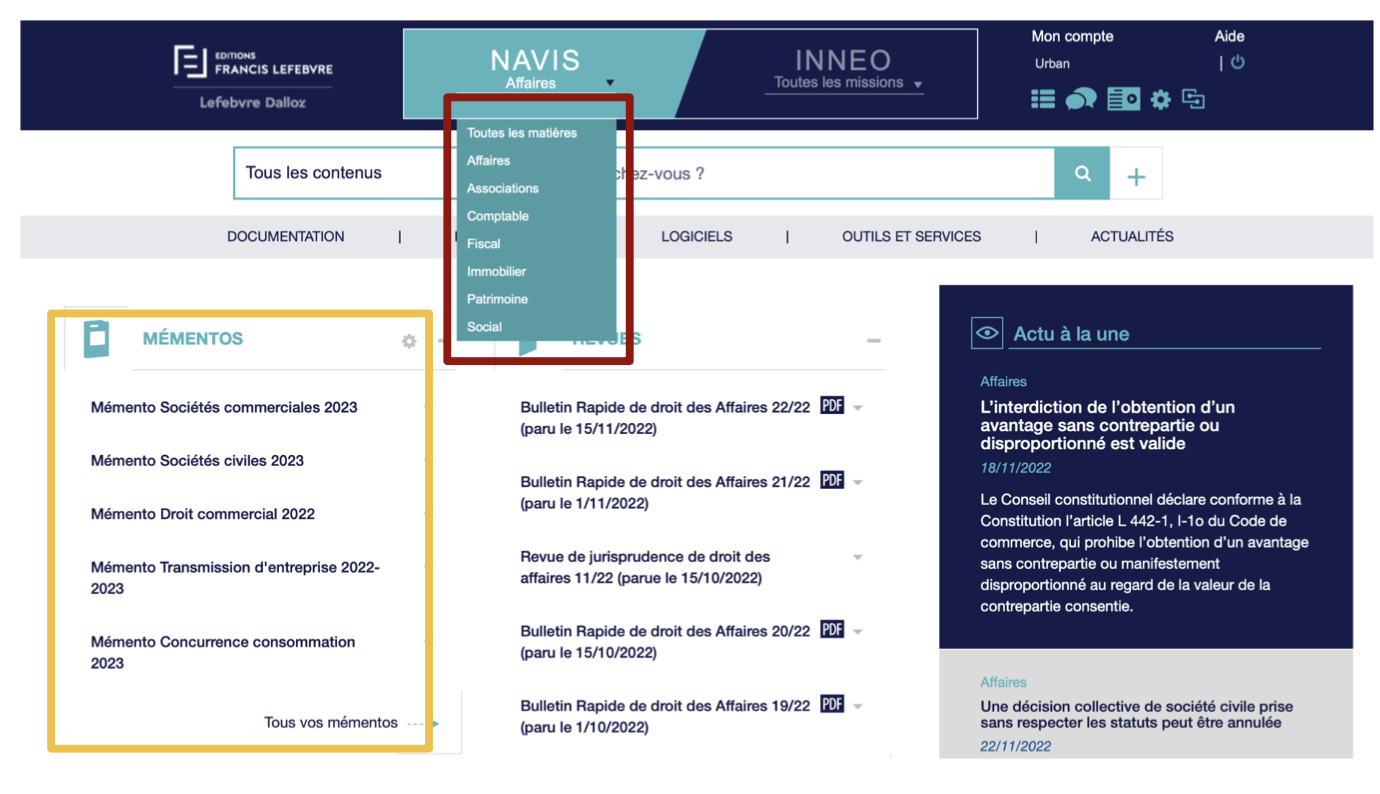 EDITIONS
FRANCIS LEFEBVRE
Lefebvre Dalloz
NAVIS
Affaires
INNEO
Toutes les missions
Mon compte
Aide
Urban
|
Toutes les matières
Affaires
Associations
Comptable
Fiscal
Immobilier
Patrimoine
Social
Tous les contenus
chez-vous ?
+
DOCUMENTATION | LOGICIELS | OUTILS ET SERVICES | ACTUALITÉS
MÉMENTOS
Mémento Sociétés commerciales 2023
Mémento Sociétés civiles 2023
Mémento Droit commercial 2022
Mémento Transmission d'entreprise 2022-
2023
Mémento Concurrence consommation
2023
Tous vos mémentos
REVUES
Bulletin Rapide de droit des Affaires 22/22 PDF
(paru le 15/11/2022)
Bulletin Rapide de droit des Affaires 21/22 PDF
(paru le 1/11/2022)
Revue de jurisprudence de droit des
affaires 11/22 (parue le 15/10/2022)
Bulletin Rapide de droit des Affaires 20/22 PDF
(paru le 15/10/2022)
Bulletin Rapide de droit des Affaires 19/22 PDF
(paru le 1/10/2022)
Actu à la une
Affaires
L'interdiction de l'obtention d'un
avantage sans contrepartie ou
disproportionné est valide
18/11/2022
Le Conseil constitutionnel déclare conforme à la
Constitution l'article L 442-1, I-1o du Code de
commerce, qui prohibe l'obtention d'un avantage
sans contrepartie ou manifestement
disproportionné au regard de la valeur de la
contrepartie consentie.
Affaires
Une décision collective de société civile prise
sans respecter les statuts peut être annulée
22/11/2022